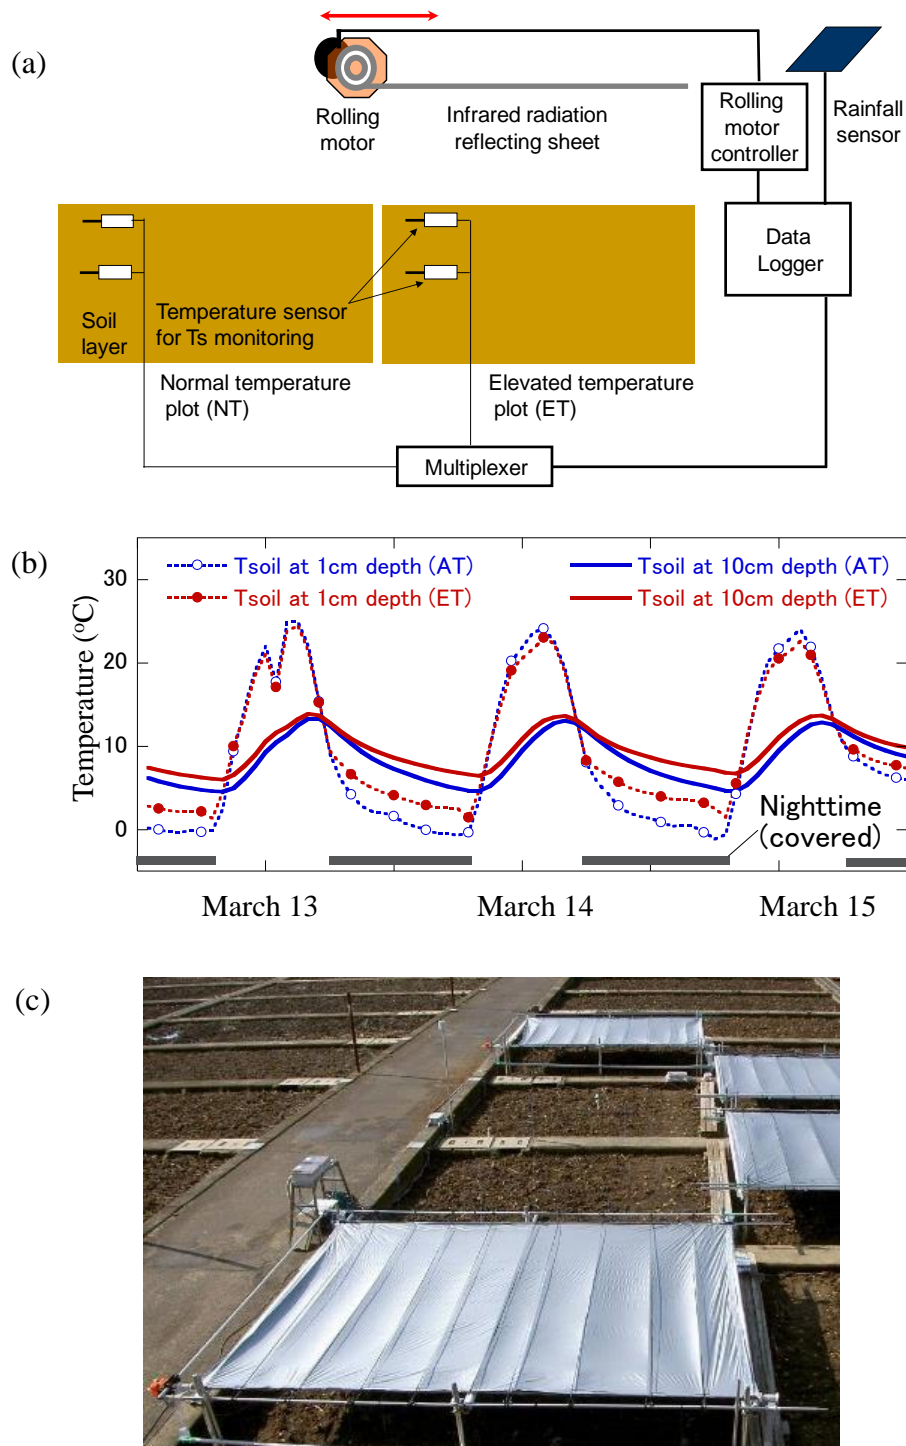 (a)
Rolling
motor
Infrared radiation
reflecting sheet
Rolling
motor
controller
Rainfall
sensor
Data
Logger
Soil
layer
Temperature sensor
for Ts monitoring
Normal temperature
plot (NT)
Elevated temperature
plot (ET)
Multiplexer
(b)
Tsoil at 1cm depth (AT)
Tsoil at 10cm depth (AT)
Tsoil at 1cm depth (ET)
Tsoil at 10cm depth (ET)
Temperature (°C)
30
20
10
0
Nighttime
(covered)
March 13
March 14
March 15
(c)